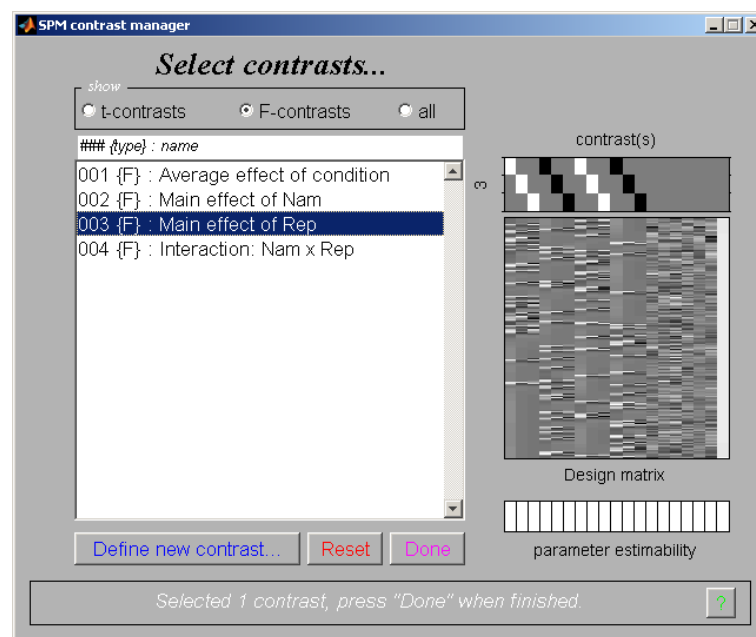 SPM contrast manager
Select contrasts...
show
t-contrasts F-contrasts all
### {type} : name
001 {F} : Average effect of condition
002 {F} : Main effect of Nam
003 {F} : Main effect of Rep
004 {F} : Interaction: Nam x Rep
contrast(s)
3
Design matrix
parameter estimability
Define new contrast... Reset Done
Selected 1 contrast, press "Done" when finished.
?